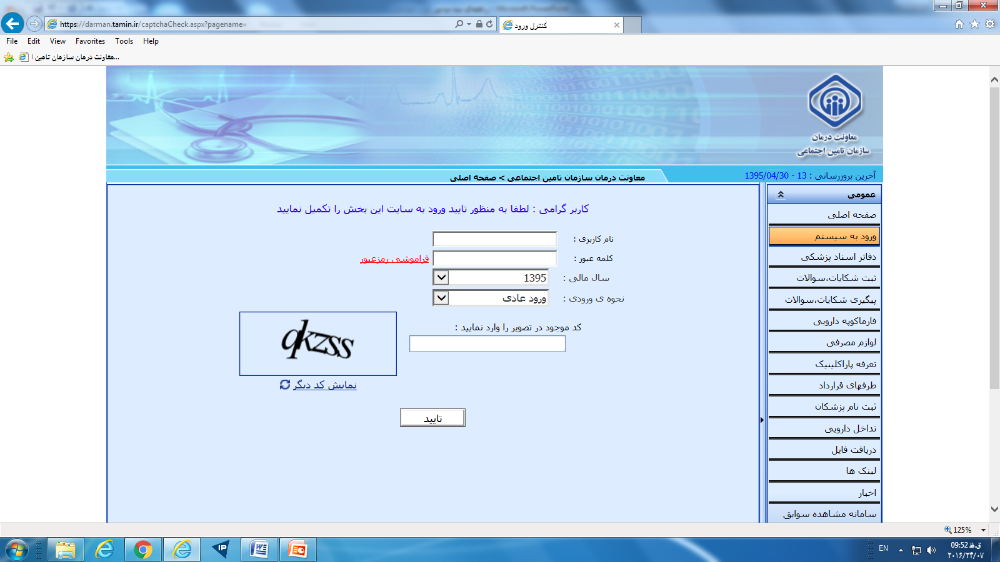 https://darman.tamin.ir/captchaCheck.aspx?pagename=
کنترل ورود
File Edit View Favorites Tools Help
معاونت درمان سازمان تامین ا...
معاونت درمان
سازمان تامین اجتماعی
آخرین بروزرسانی : 13 - 1395/04/30
معاونت درمان سازمان تامین اجتماعی > صفحه اصلی
عمومی
صفحه اصلی
ورود به سیستم
دفاتر اسناد پزشکی
ثبت شکایات،سوالات
پیگیری شکایات،سوالات
فارماکوپه دارویی
لوازم مصرفی
تعرفه پاراکلینیک
طرفهای قرارداد
ثبت نام پزشکان
تداخل دارویی
دریافت فایل
لینک ها
اخبار
سامانه مشاهده سوابق
کاربر گرامی : لطفا به منظور تایید ورود به سایت این بخش را تکمیل نمایید
نام کاربری :
کلمه عبور :
فراموشی رمزعبور
سال مالی :
1395
نحوه ی ورودی :
ورود عادی
کد موجود در تصویر را وارد نمایید :
qkzss
نمایش کد دیگر
تایید
125%
IP
EN
09:52 ق.ظ
۲۰۱۶/۲۴/۰۷